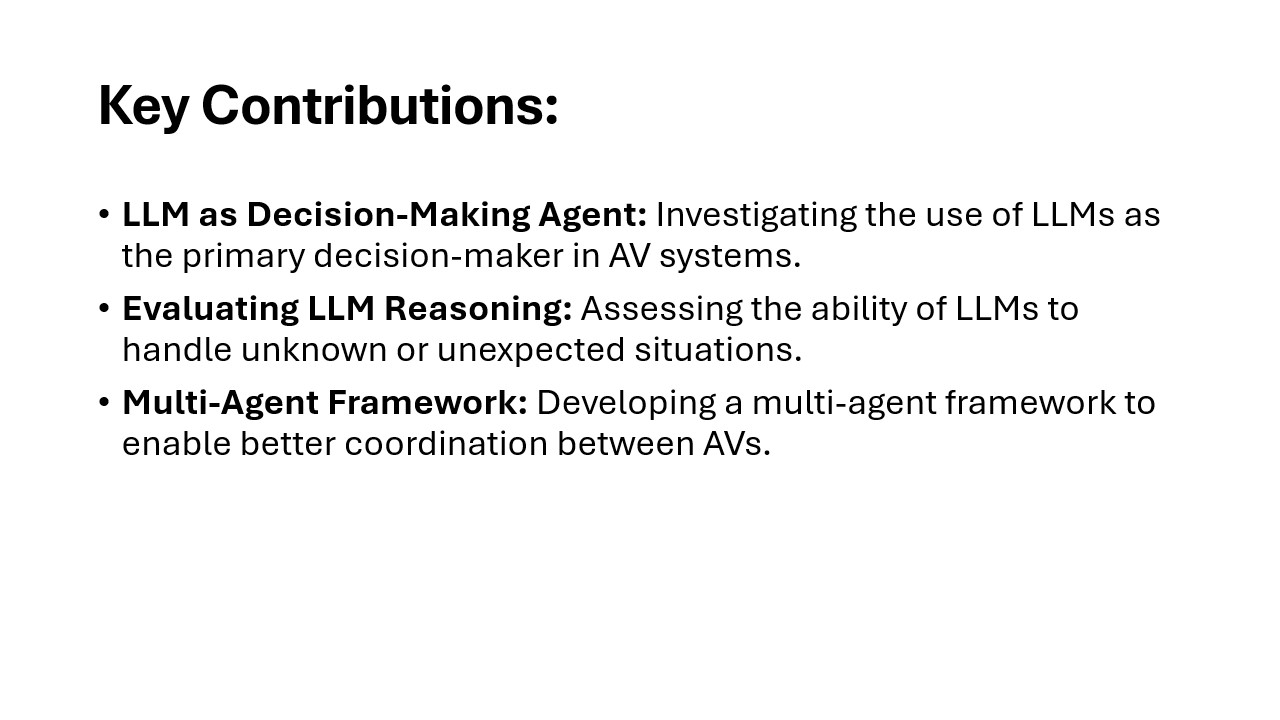 Key Contributions:
• LLM as Decision-Making Agent: Investigating the use of LLMs as
the primary decision-maker in AV systems.
• Evaluating LLM Reasoning: Assessing the ability of LLMs to
handle unknown or unexpected situations.
• Multi-Agent Framework: Developing a multi-agent framework to
enable better coordination between AVs.